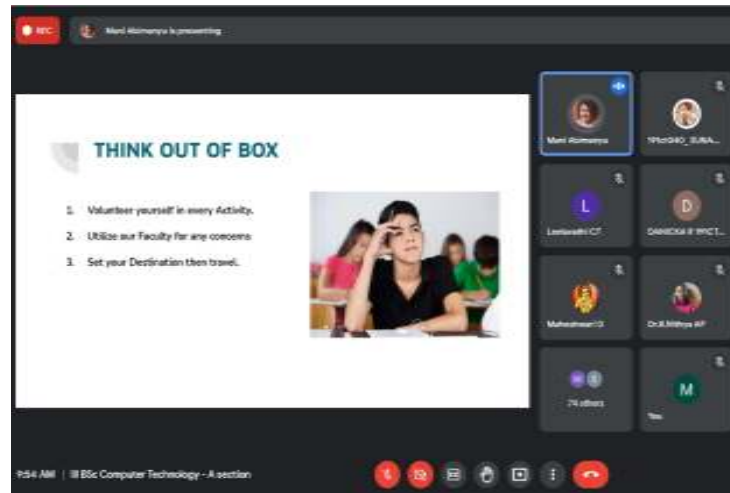 REC
Mani Abimanyu is presenting
THINK OUT OF BOX
1. Volunteer yourself in every Activity.
2. Utilize our Faculty for any concerns
3. Set your Destination then travel.
Mani Abimanyu
Leelavathi CT
L
D
Maheshwari D
Dr.R.Nithya AP
74 others
M
You
9:54 AM | III BSc Computer Technology - A section